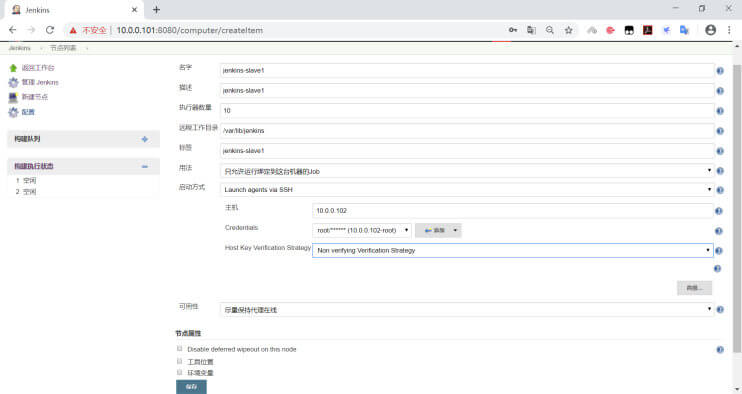 Jenkins
不安全 | 10.0.0.101:8080/computer/createItem
Jenkins 节点列表
返回工作台
管理 Jenkins
新建节点
配置
构建队列
构建执行状态
1 空闲
2 空闲
名字 jenkins-slave1
描述 jenkins-slave1
执行器数量 10
远程工作目录 /var/lib/jenkins
标签 jenkins-slave1
用法 只允许运行绑定到这台机器的Job
启动方式 Launch agents via SSH
主机 10.0.0.102
Credentials root/****** (10.0.0.102-root) 添加
Host Key Verification Strategy Non verifying Verification Strategy
高级...
可用性 尽量保持代理在线
节点属性
Disable deferred wipeout on this node
工具位置
环境变量
保存